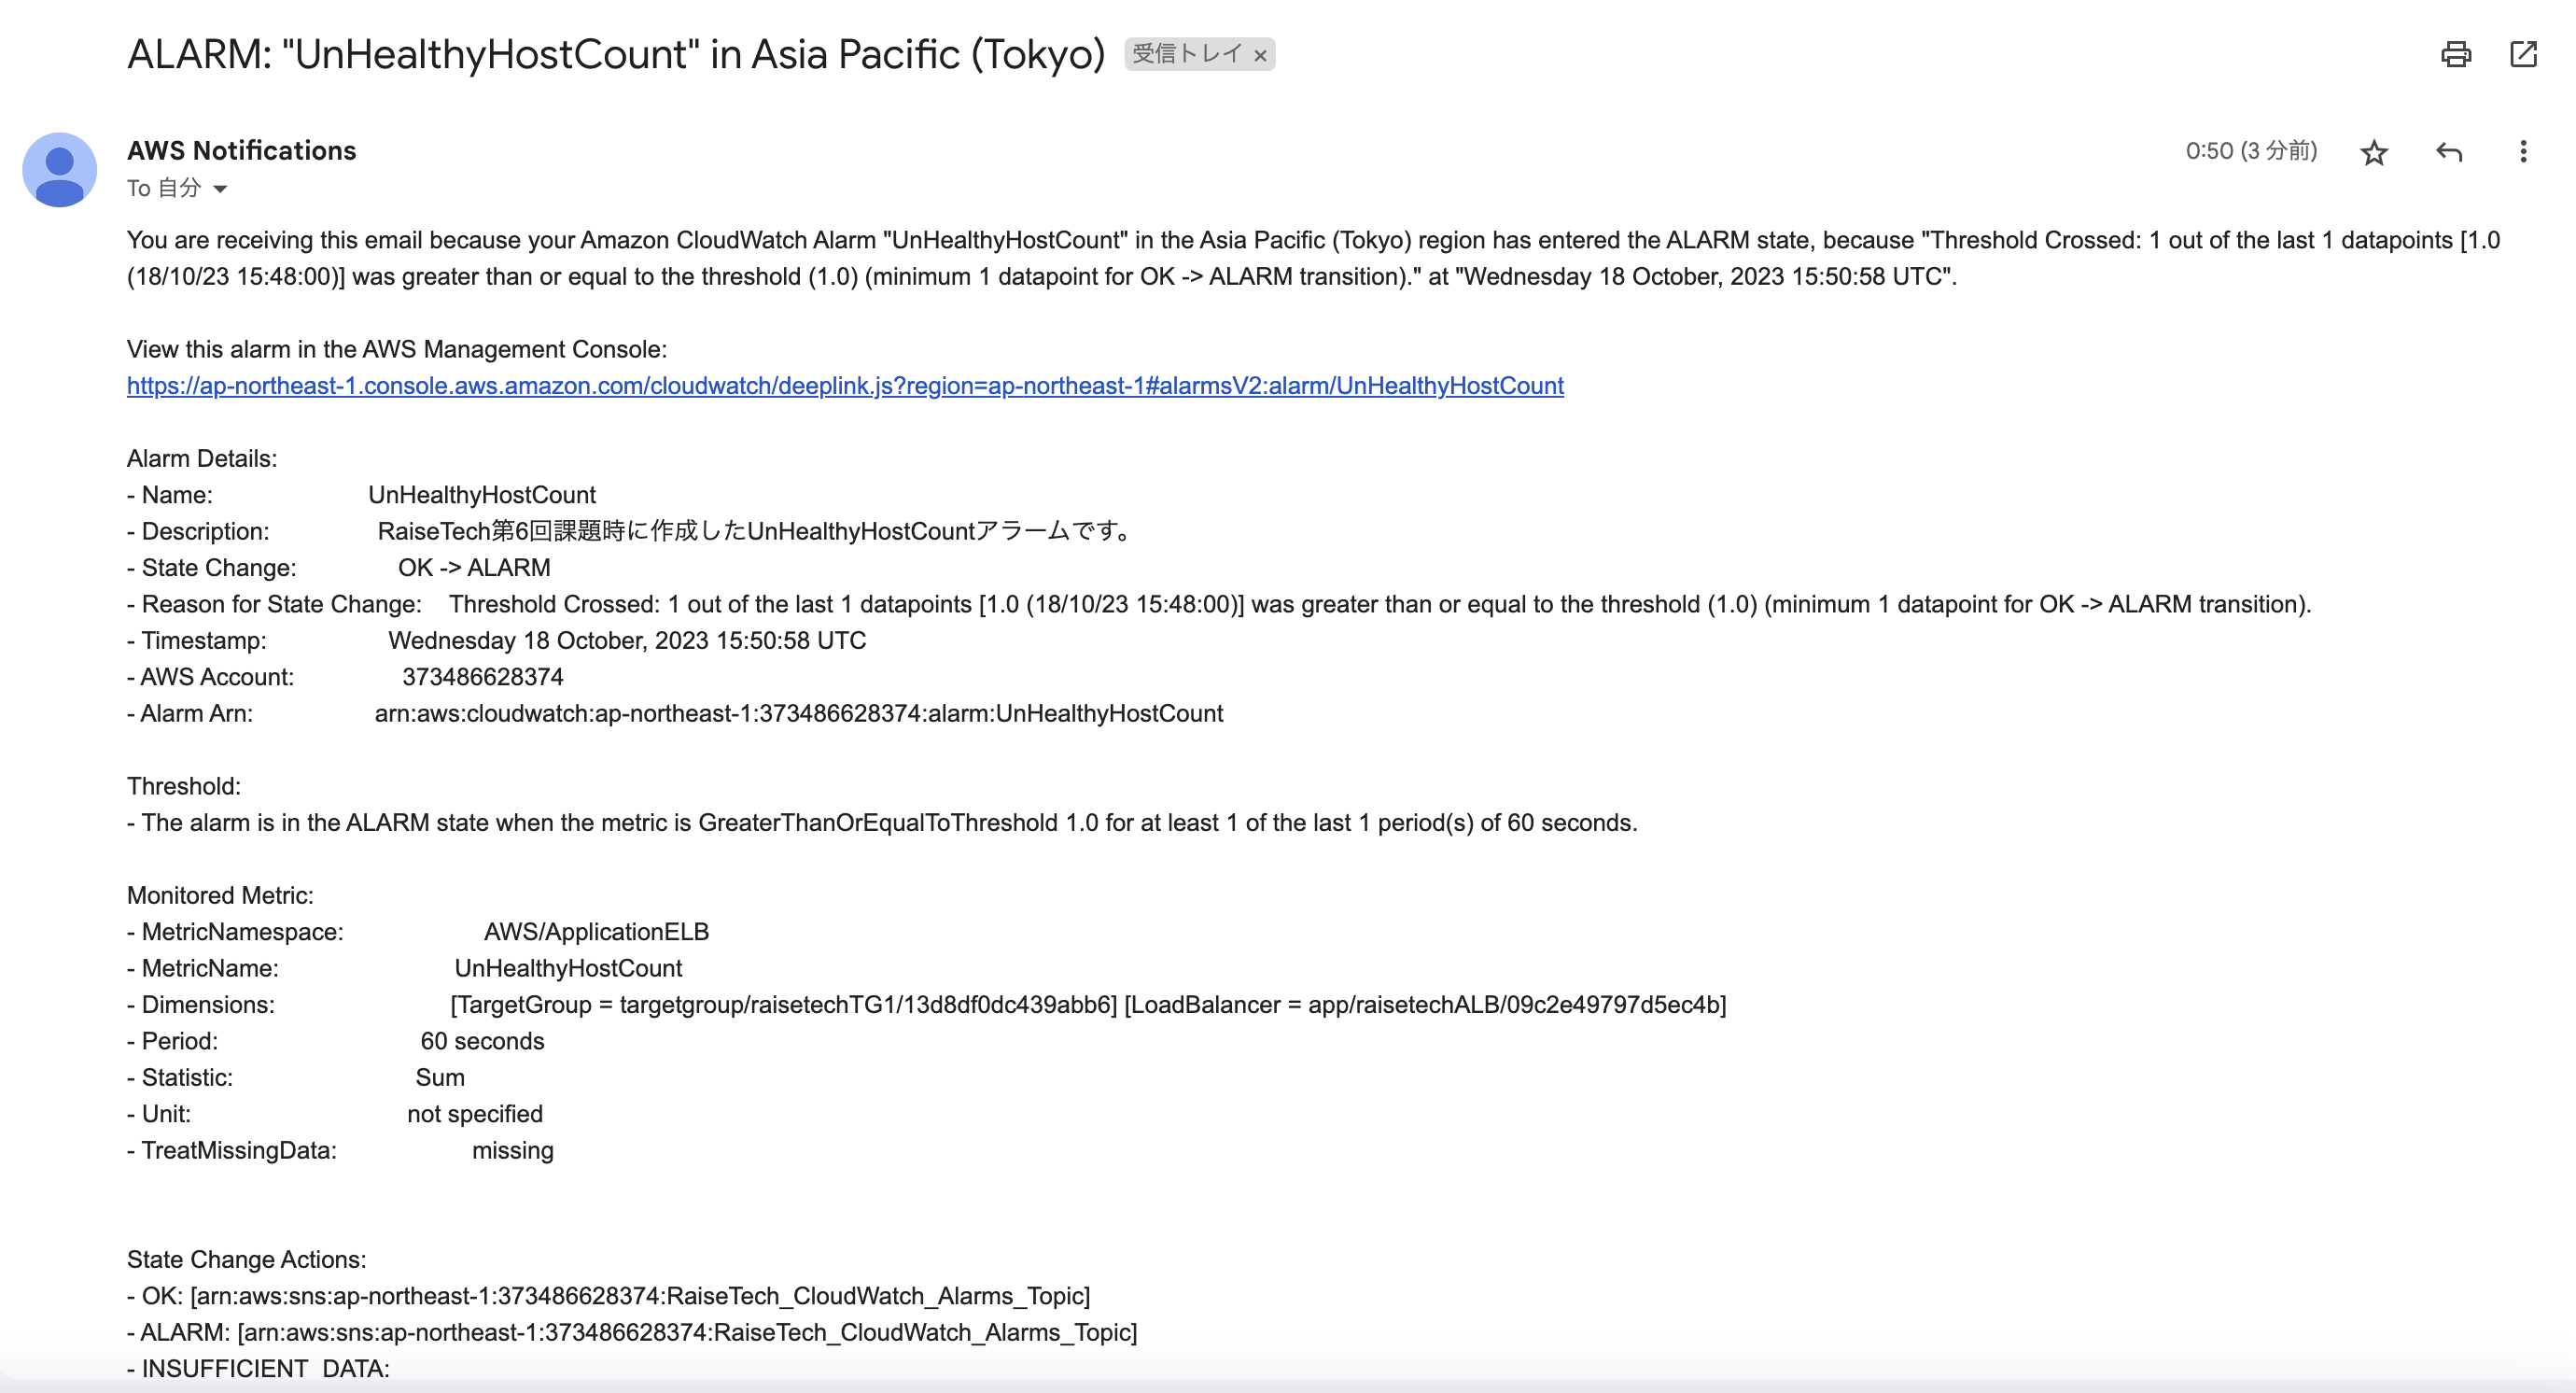 ALARM: "UnHealthyHostCount" in Asia Pacific (Tokyo) 受信トレイ ×
AWS Notifications 0:50 (3 分前)
To 自分
You are receiving this email because your Amazon CloudWatch Alarm "UnHealthyHostCount" in the Asia Pacific (Tokyo) region has entered the ALARM state, because "Threshold Crossed: 1 out of the last 1 datapoints [1.0
(18/10/23 15:48:00)] was greater than or equal to the threshold (1.0) (minimum 1 datapoint for OK -> ALARM transition)." at "Wednesday 18 October, 2023 15:50:58 UTC".
View this alarm in the AWS Management Console:
https://ap-northeast-1.console.aws.amazon.com/cloudwatch/deeplink.js?region=ap-northeast-1#alarmsV2:alarm/UnHealthyHostCount
Alarm Details:
- Name: UnHealthyHostCount
- Description: RaiseTech第6回課題時に作成したUnHealthyHostCountアラームです。
- State Change: OK -> ALARM
- Reason for State Change: Threshold Crossed: 1 out of the last 1 datapoints [1.0 (18/10/23 15:48:00)] was greater than or equal to the threshold (1.0) (minimum 1 datapoint for OK -> ALARM transition).
- Timestamp: Wednesday 18 October, 2023 15:50:58 UTC
- AWS Account: 373486628374
- Alarm Arn: arn:aws:cloudwatch:ap-northeast-1:373486628374:alarm:UnHealthyHostCount
Threshold:
- The alarm is in the ALARM state when the metric is GreaterThanOrEqualToThreshold 1.0 for at least 1 of the last 1 period(s) of 60 seconds.
Monitored Metric:
- MetricNamespace: AWS/ApplicationELB
- MetricName: UnHealthyHostCount
- Dimensions: [TargetGroup = targetgroup/raisetechTG1/13d8df0dc439abb6] [LoadBalancer = app/raisetechALB/09c2e49797d5ec4b]
- Period: 60 seconds
- Statistic: Sum
- Unit: not specified
- TreatMissingData: missing
State Change Actions:
- OK: [arn:aws:sns:ap-northeast-1:373486628374:RaiseTech_CloudWatch_Alarms_Topic]
- ALARM: [arn:aws:sns:ap-northeast-1:373486628374:RaiseTech_CloudWatch_Alarms_Topic]
- INSUFFICIENT_DATA: